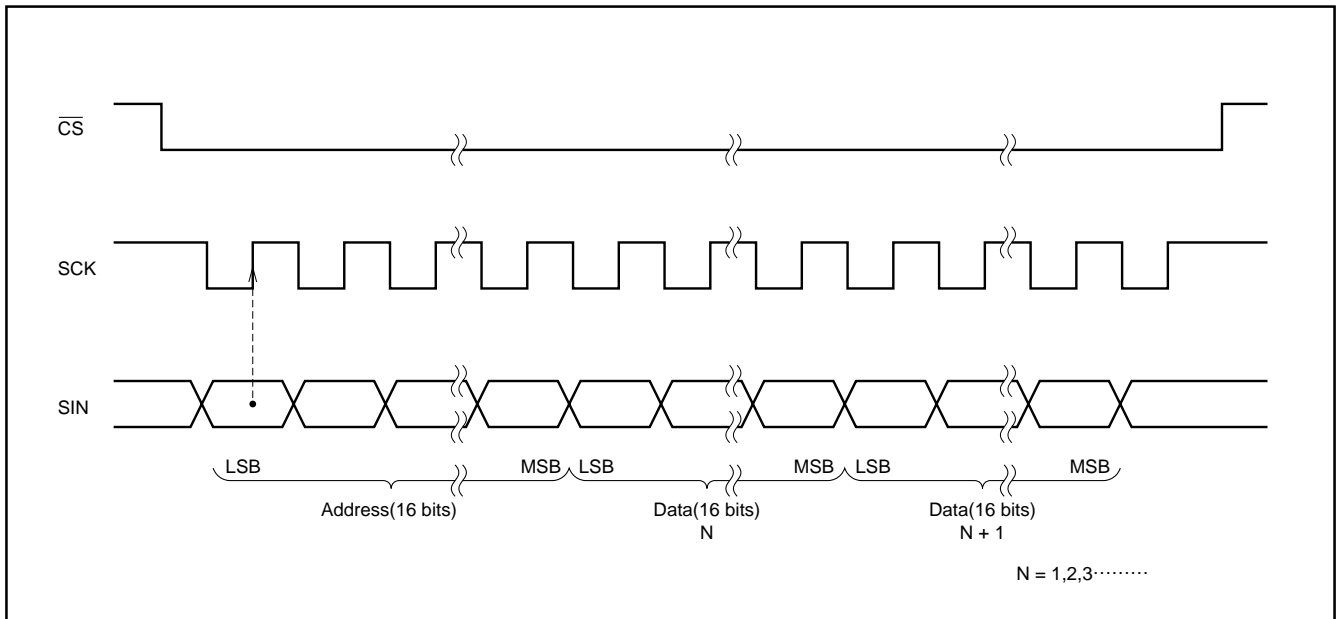 C̅S̅
SCK
SIN
LSB MSB LSB MSB LSB MSB
Address(16 bits) Data(16 bits) Data(16 bits)
N N + 1
N = 1,2,3·········